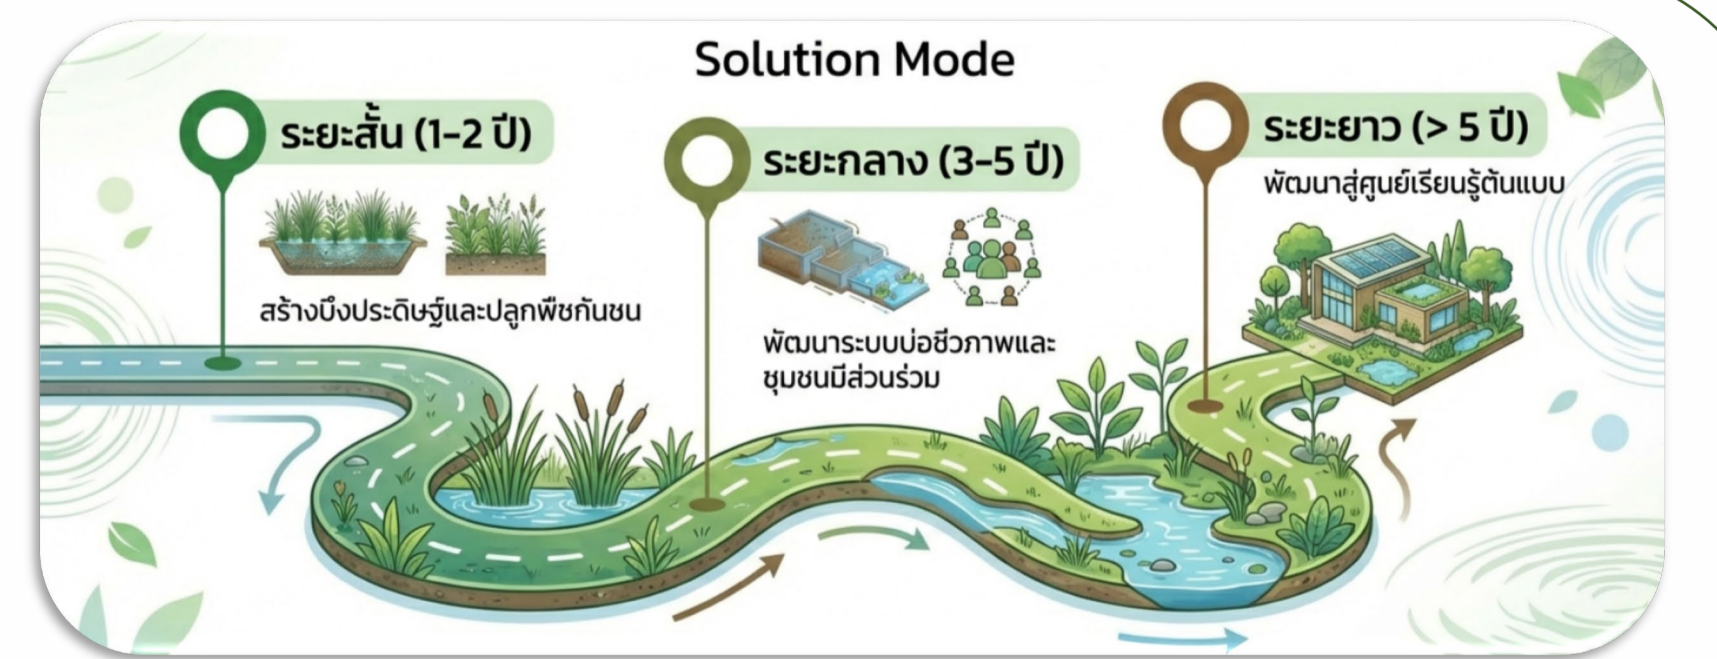 Solution Mode
ระยะสั้น (1-2 ปี)
สร้างบึงประดิษฐ์และปลูกพืชกันชน
ระยะกลาง (3-5 ปี)
พัฒนาระบบบ่อชีวภาพและ
ชุมชนมีส่วนร่วม
ระยะยาว (> 5 ปี)
พัฒนาสู่ศูนย์เรียนรู้ต้นแบบ